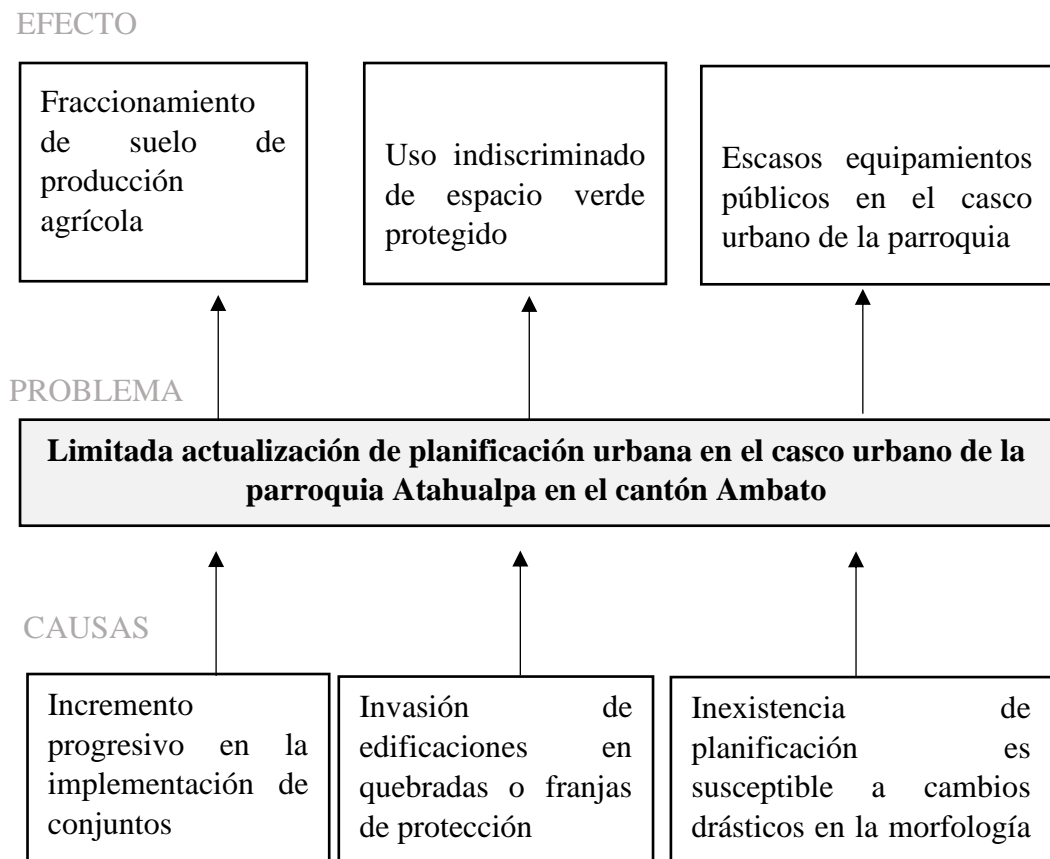 EFECTO
Fraccionamiento
de suelo de
producción
agrícola
Uso indiscriminado
de espacio verde
protegido
Escasos equipamientos
públicos en el casco
urbano de la parroquia
PROBLEMA
Limitada actualización de planificación urbana en el casco urbano de la
parroquia Atahualpa en el cantón Ambato
CAUSAS
Incremento
progresivo en la
implementación de
conjuntos
Invasión de
edificaciones en
quebradas o franjas
de protección
Inexistencia de
planificación es
susceptible a cambios
drásticos en la morfología